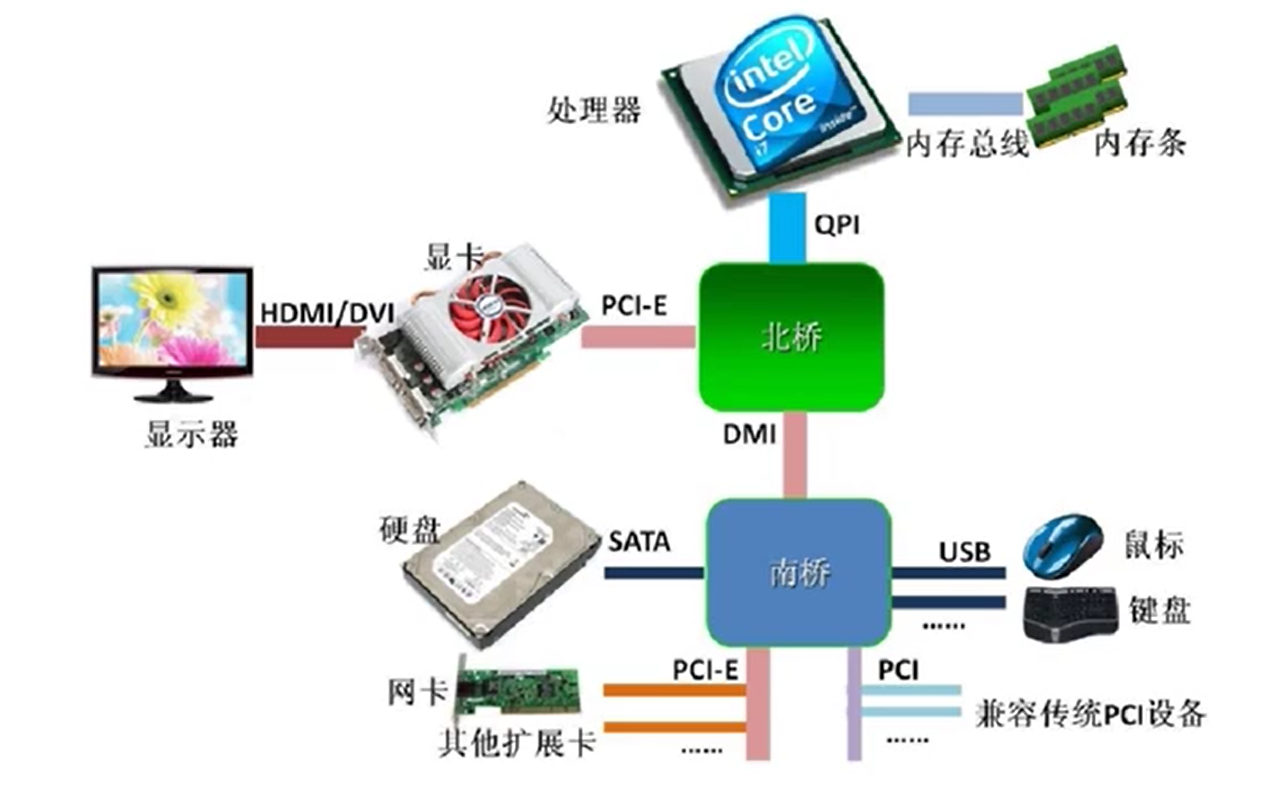 intel
Core
inside
i7
处理器
内存总线
内存条
QPI
显卡
HDMI/DVI
PCI-E
北桥
显示器
DMI
硬盘
SATA
南桥
USB
鼠标
键盘
......
网卡
PCI-E
PCI
其他扩展卡
......
兼容传统PCI设备
......